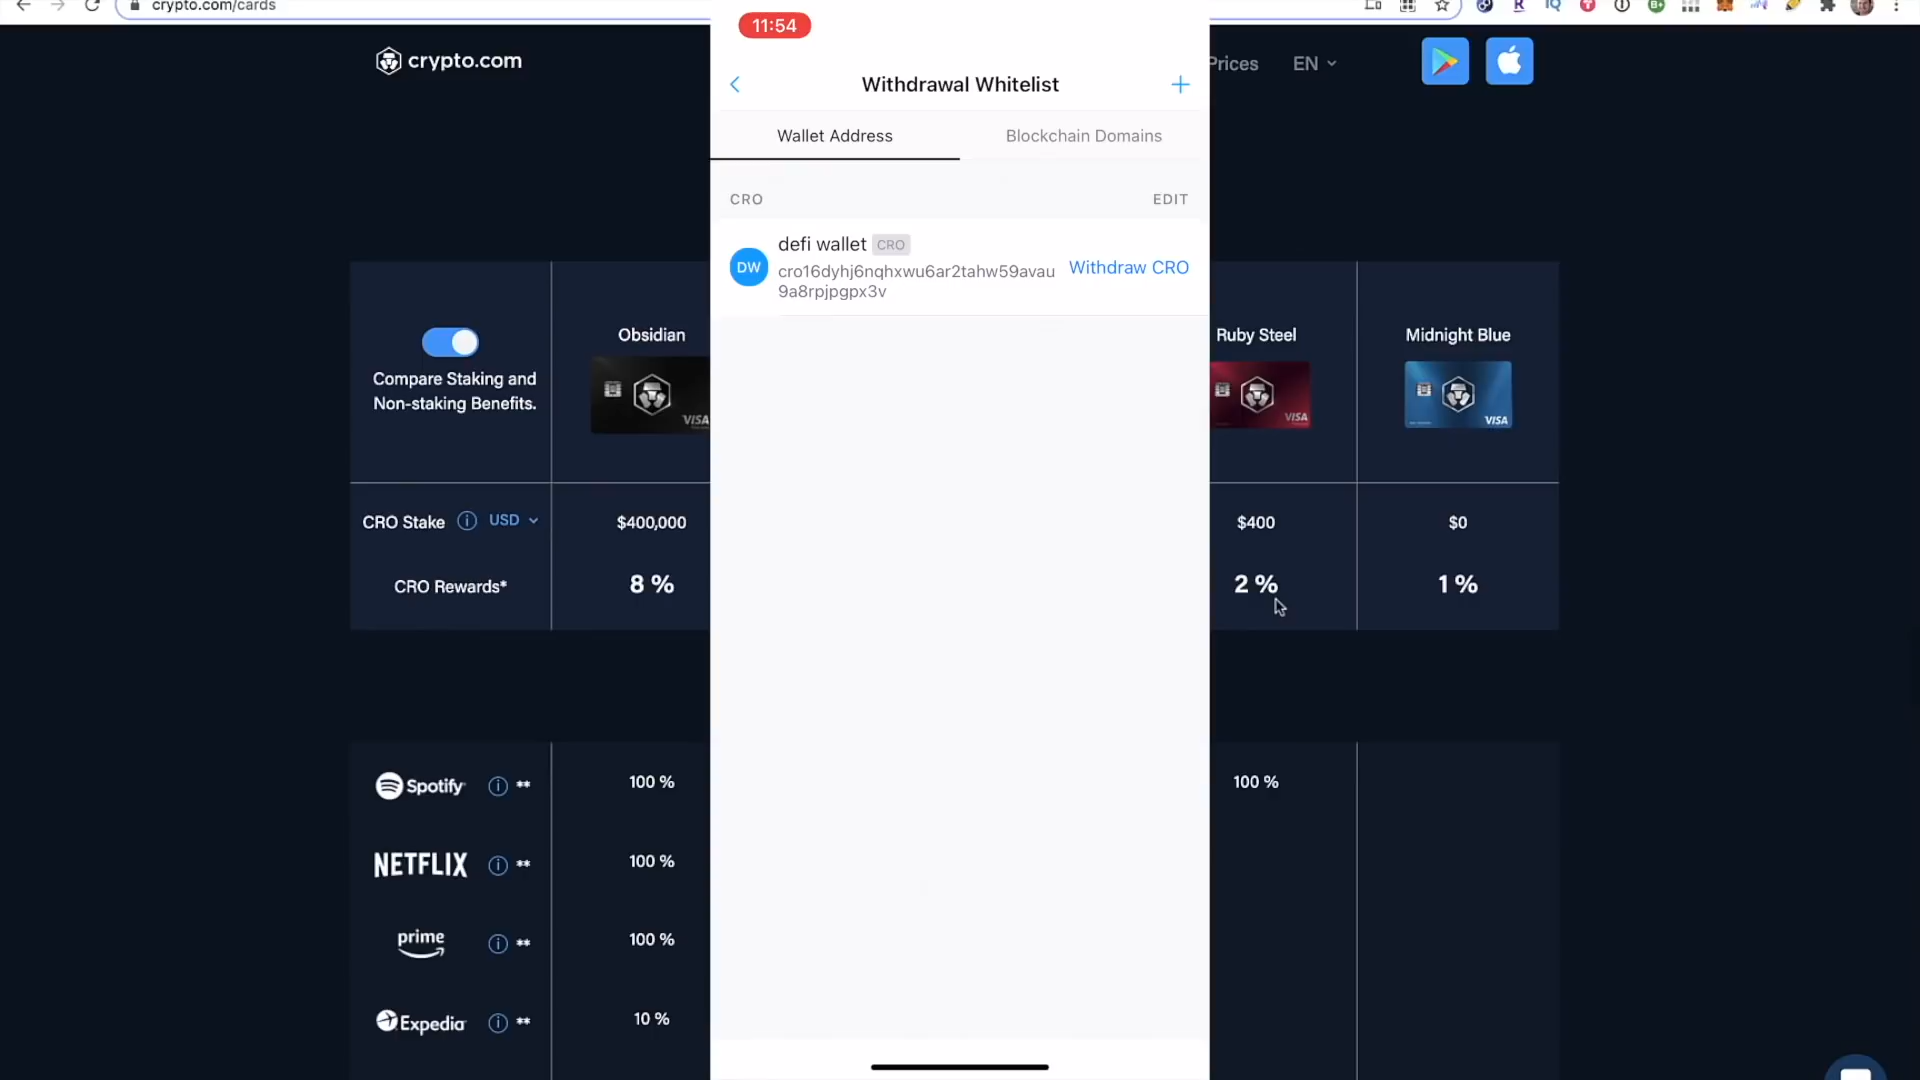 crypto.com/cards
crypto.com
Prices
EN
11:54
Withdrawal Whitelist
Wallet Address
Blockchain Domains
CRO
EDIT
defi wallet CRO
cro16dyhj6nqhxwu6ar2tahw59avau
9a8rpjpgpx3v
DW
Withdraw CRO
Compare Staking and
Non-staking Benefits.
Obsidian
VISA
Ruby Steel
VISA
Midnight Blue
VISA
CRO Stake USD
$400,000
$400
$0
CRO Rewards*
8 %
2 %
1 %
Spotify **
100 %
100 %
NETFLIX **
100 %
prime **
100 %
Expedia **
10 %